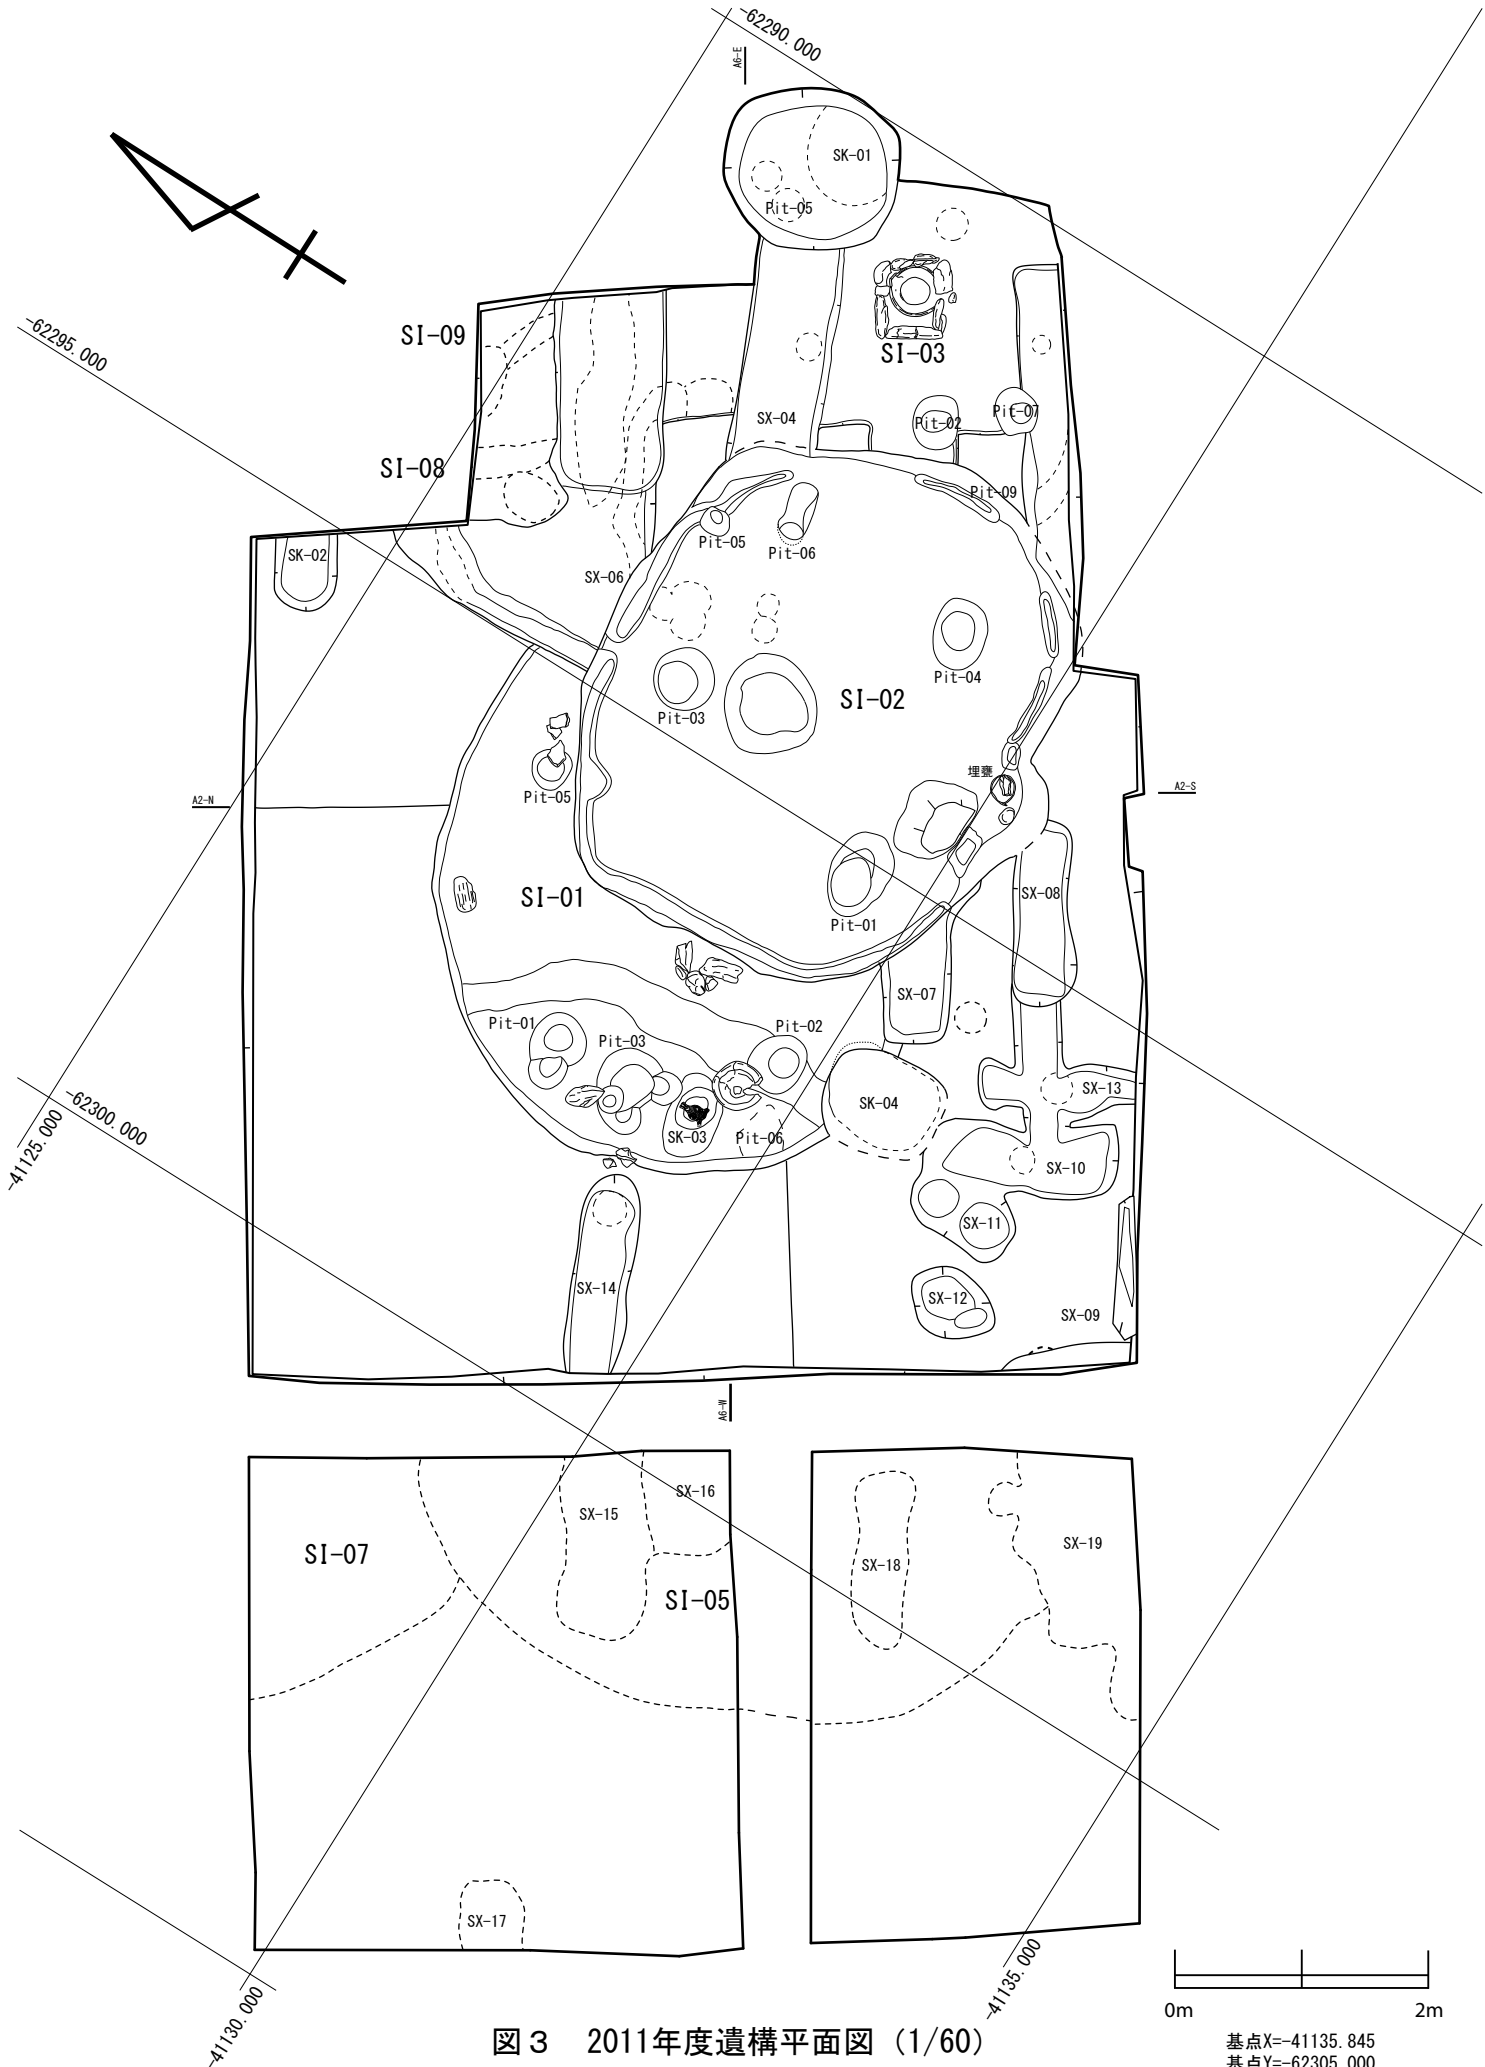 -62290.000
A6-E
SK-01
Pit-05
SI-03
SI-09
-62295.000
Pit-02
Pit-07
SX-04
SI-08
Pit-09
Pit-05
Pit-06
SK-02
SX-06
Pit-04
SI-02
Pit-03
埋甕
A2-S
Pit-05
A2-N
SI-01
SX-08
Pit-01
SX-07
Pit-01
Pit-02
Pit-03
SX-13
SK-04
-62300.000
-41125.000
SK-03
Pit-06
SX-10
SX-11
SX-14
SX-12
SX-09
A6-W
SX-16
SX-15
SX-19
SI-07
SX-18
SI-05
SX-17
-41130.000
-41135.000
0m
2m
図3 2011年度遺構平面図（1/60）
基点X=-41135.845
基点Y=-62305.000